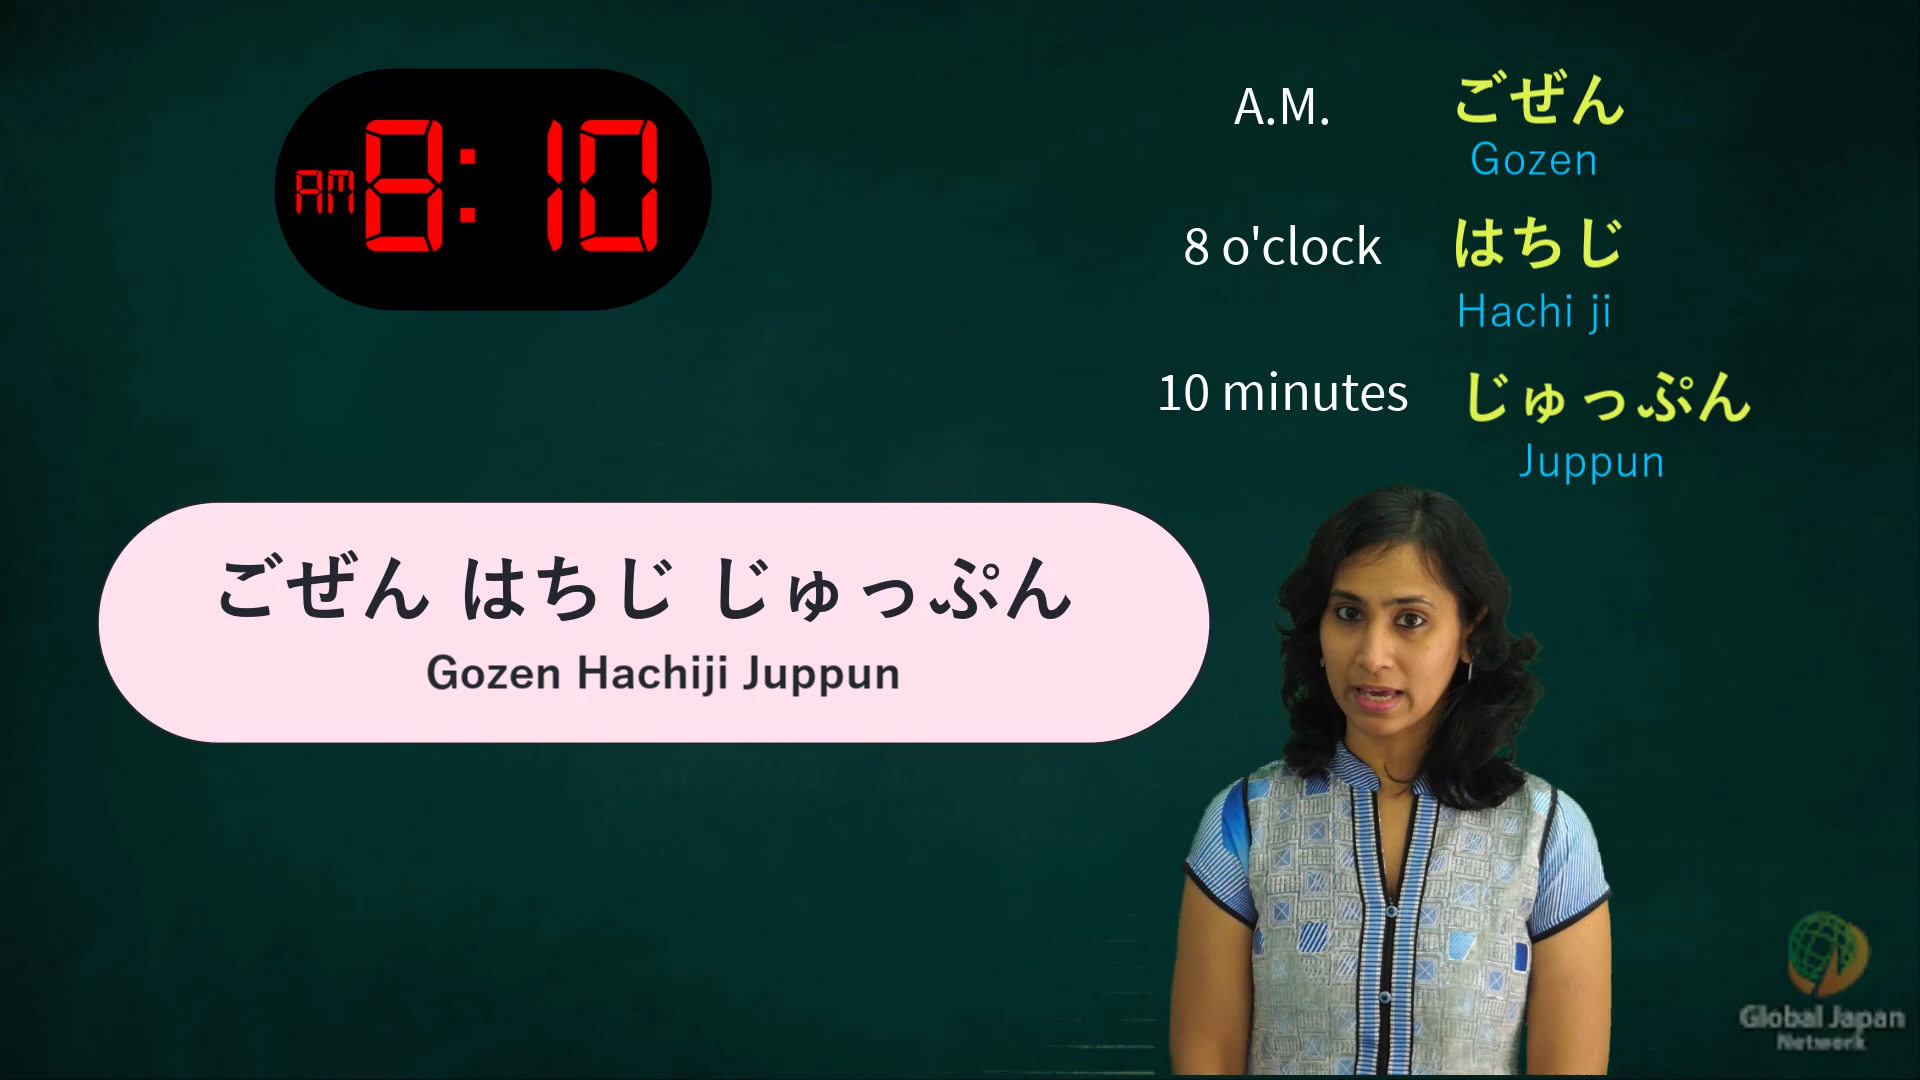 AM 8:10
A.M. ごぜん
Gozen
8 o'clock はちじ
Hachi ji
10 minutes じゅっぷん
Juppun
ごぜん はちじ じゅっぷん
Gozen Hachiji Juppun
Global Japan
Network